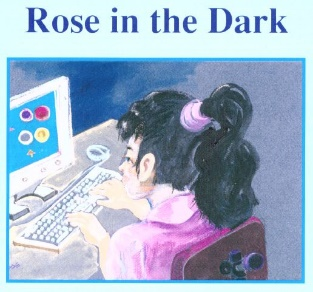 Rose in the Dark